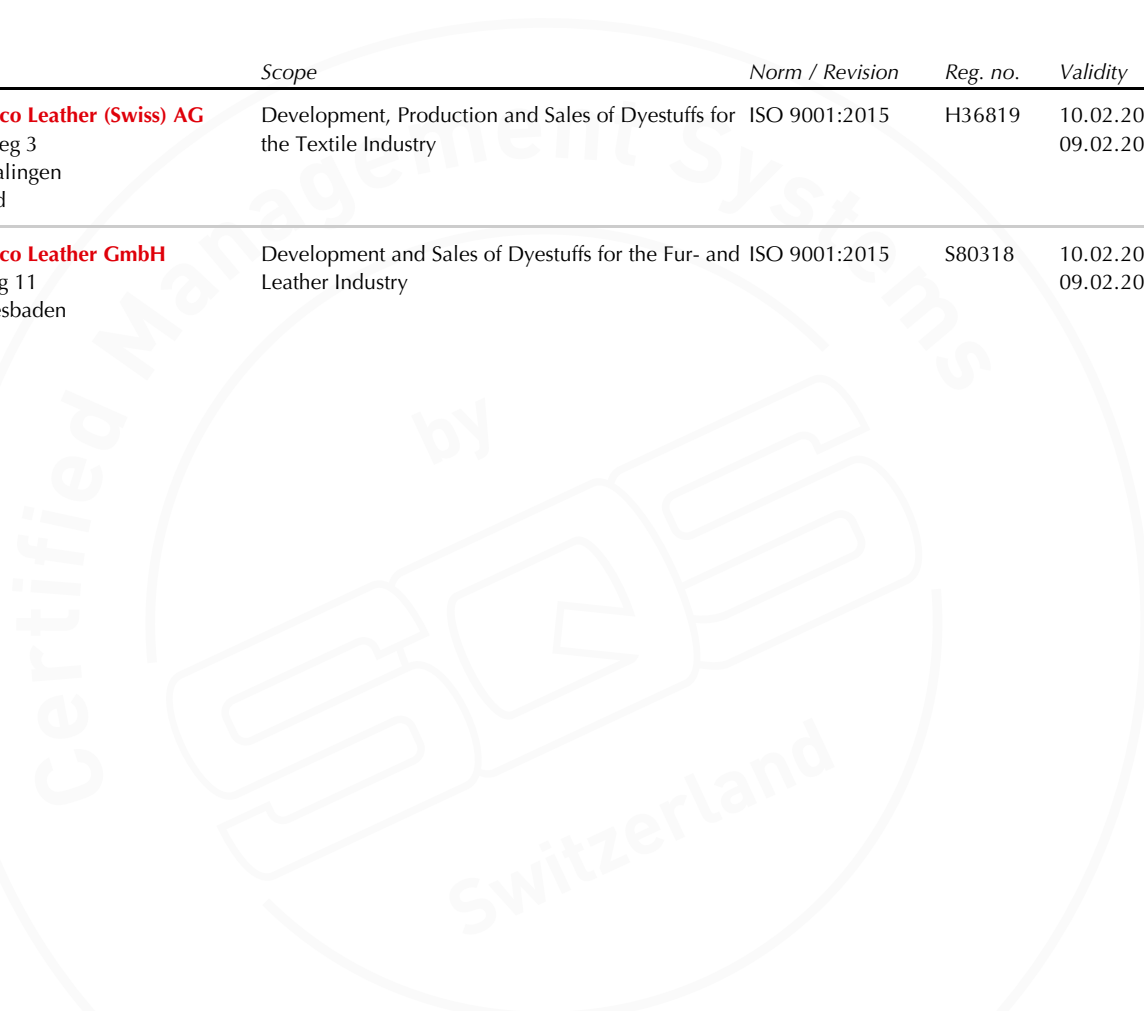 Scope Norm / Revision Reg. no. Validity
co Leather (Swiss) AG Development, Production and Sales of Dyestuffs for ISO 9001:2015 H36819 10.02.20
eg 3 the Textile Industry 09.02.20
alingen
d
co Leather GmbH Development and Sales of Dyestuffs for the Fur- and ISO 9001:2015 S80318 10.02.20
g 11 Leather Industry 09.02.20
esbaden
Certified Management Systems
by
SQS
Switzerland